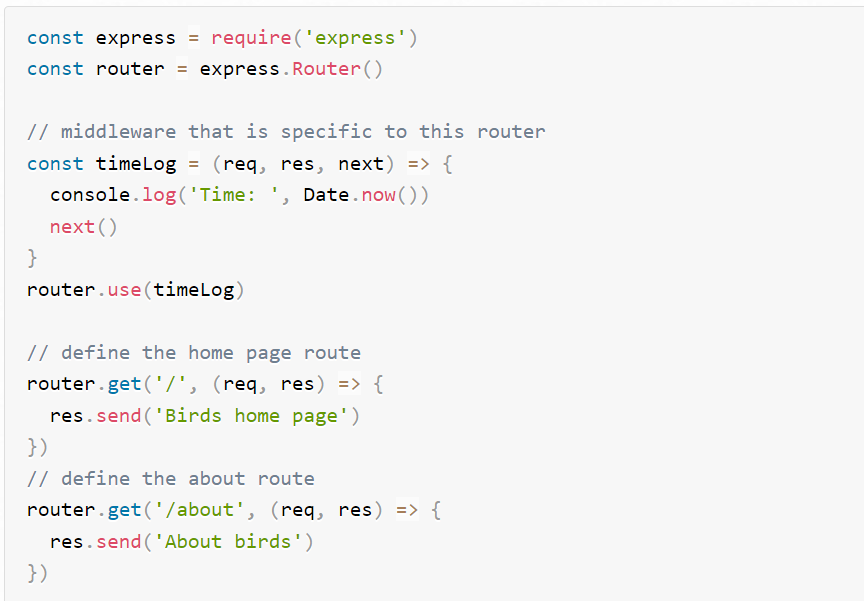 const express = require('express')
const router = express.Router()

// middleware that is specific to this router
const timeLog = (req, res, next) => {
  console.log('Time: ', Date.now())
  next()
}
router.use(timeLog)

// define the home page route
router.get('/', (req, res) => {
  res.send('Birds home page')
})
// define the about route
router.get('/about', (req, res) => {
  res.send('About birds')
})